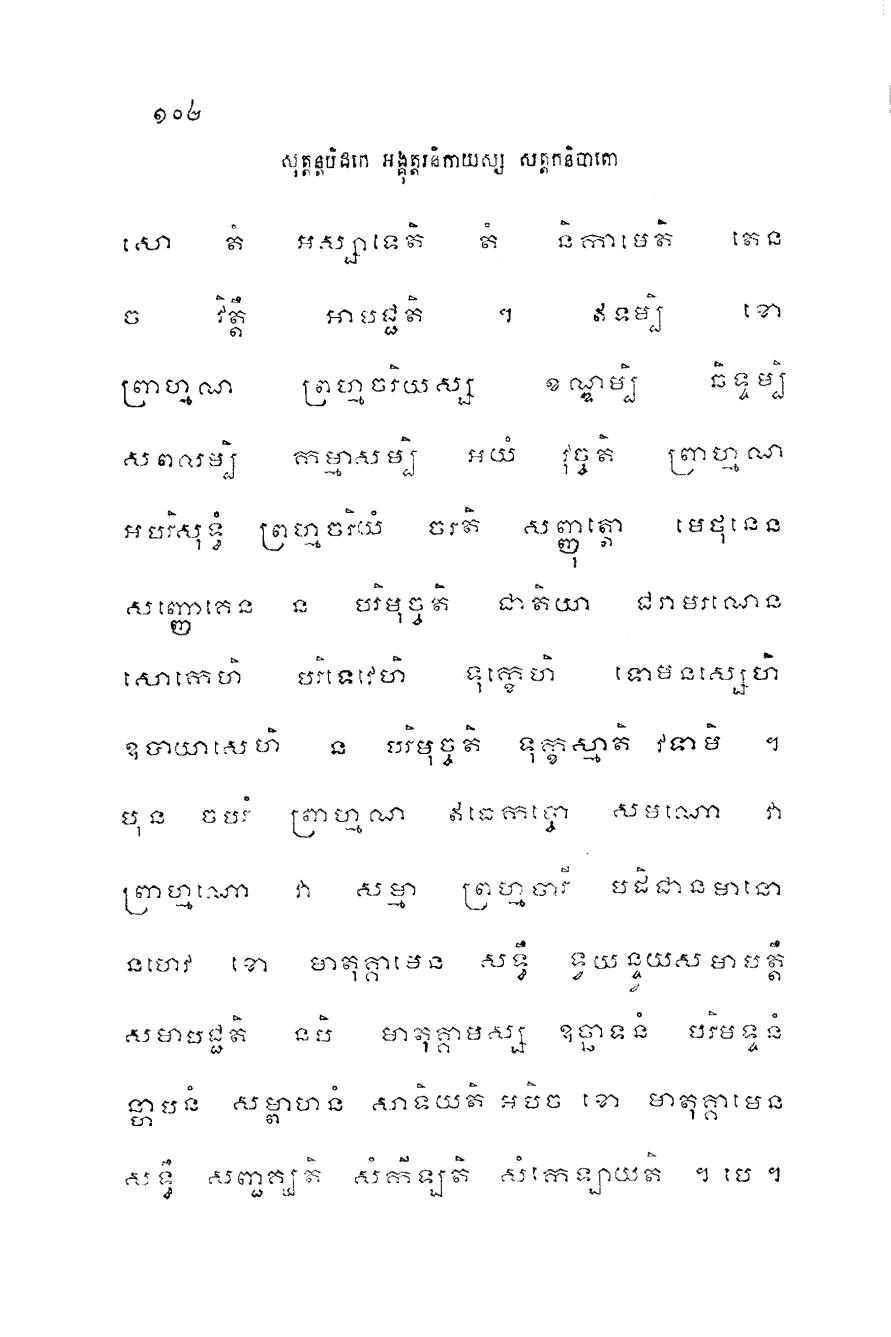 ១០៤
សុត្តន្តបិដកេ អង្គុត្តរនិកាយស្ស សត្តកនិបាតោ
សោ តំ អស្សាទេតិ តំ និកាមេតិ តេន
ច វិត្តឹ អាបជ្ជតិ ។ ឥទម្បិ ខោ
ព្រាហ្មណ ព្រហ្មចរិយស្ស ខណ្ឌម្បិ ឆិទ្ទម្បិ
សពលម្បិ កម្មាសម្បិ អយំ វុច្ចតិ ព្រាហ្មណ
អបរិសុទ្ធំ ព្រហ្មចរិយំ ចរតិ សញ្ញុត្តោ មេថុនេន
សញ្ញោគេន ន បរិមុច្ចតិ ជាតិយា ជរាមរណេន
សោកេហិ បរិទេវេហិ ទុក្ខេហិ ទោមនស្សេហិ
ឧបាយាសេហិ ន បរិមុច្ចតិ ទុក្ខស្មាតិ វទាមិ ។
បុន ចបរំ ព្រាហ្មណ ឥធេកច្ចោ សមណោ វា
ព្រាហ្មណោ វា សម្មា ព្រហ្មចារី បដិជានមានោ
នហេវ ខោ មាតុគ្គាមេន សទ្ធឹ ទ្វយន្ទ្វយសមាបត្តឹ
សមាបជ្ជតិ នបិ មាតុគ្គាមស្ស ឧច្ឆាទនំ បរិមទ្ទនំ
ន្ហាបនំ សម្ពាហនំ សាទិយតិ អបិច ខោ មាតុគ្គាមេន
សទ្ធឹ សញ្ជគ្ឃតិ សំកីឡតិ សំកេឡាយតិ ។ បេ ។